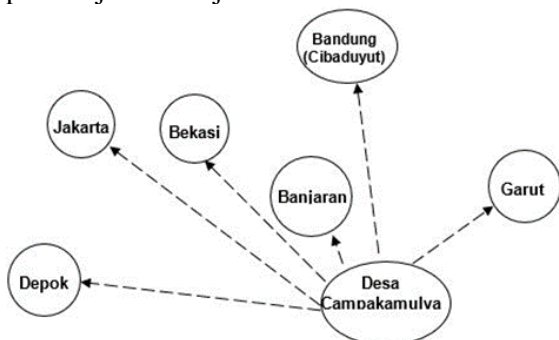 Bandung
(Cibaduyut)
Jakarta
Bekasi
Banjaran
Garut
Depok
Desa
Campakamulya